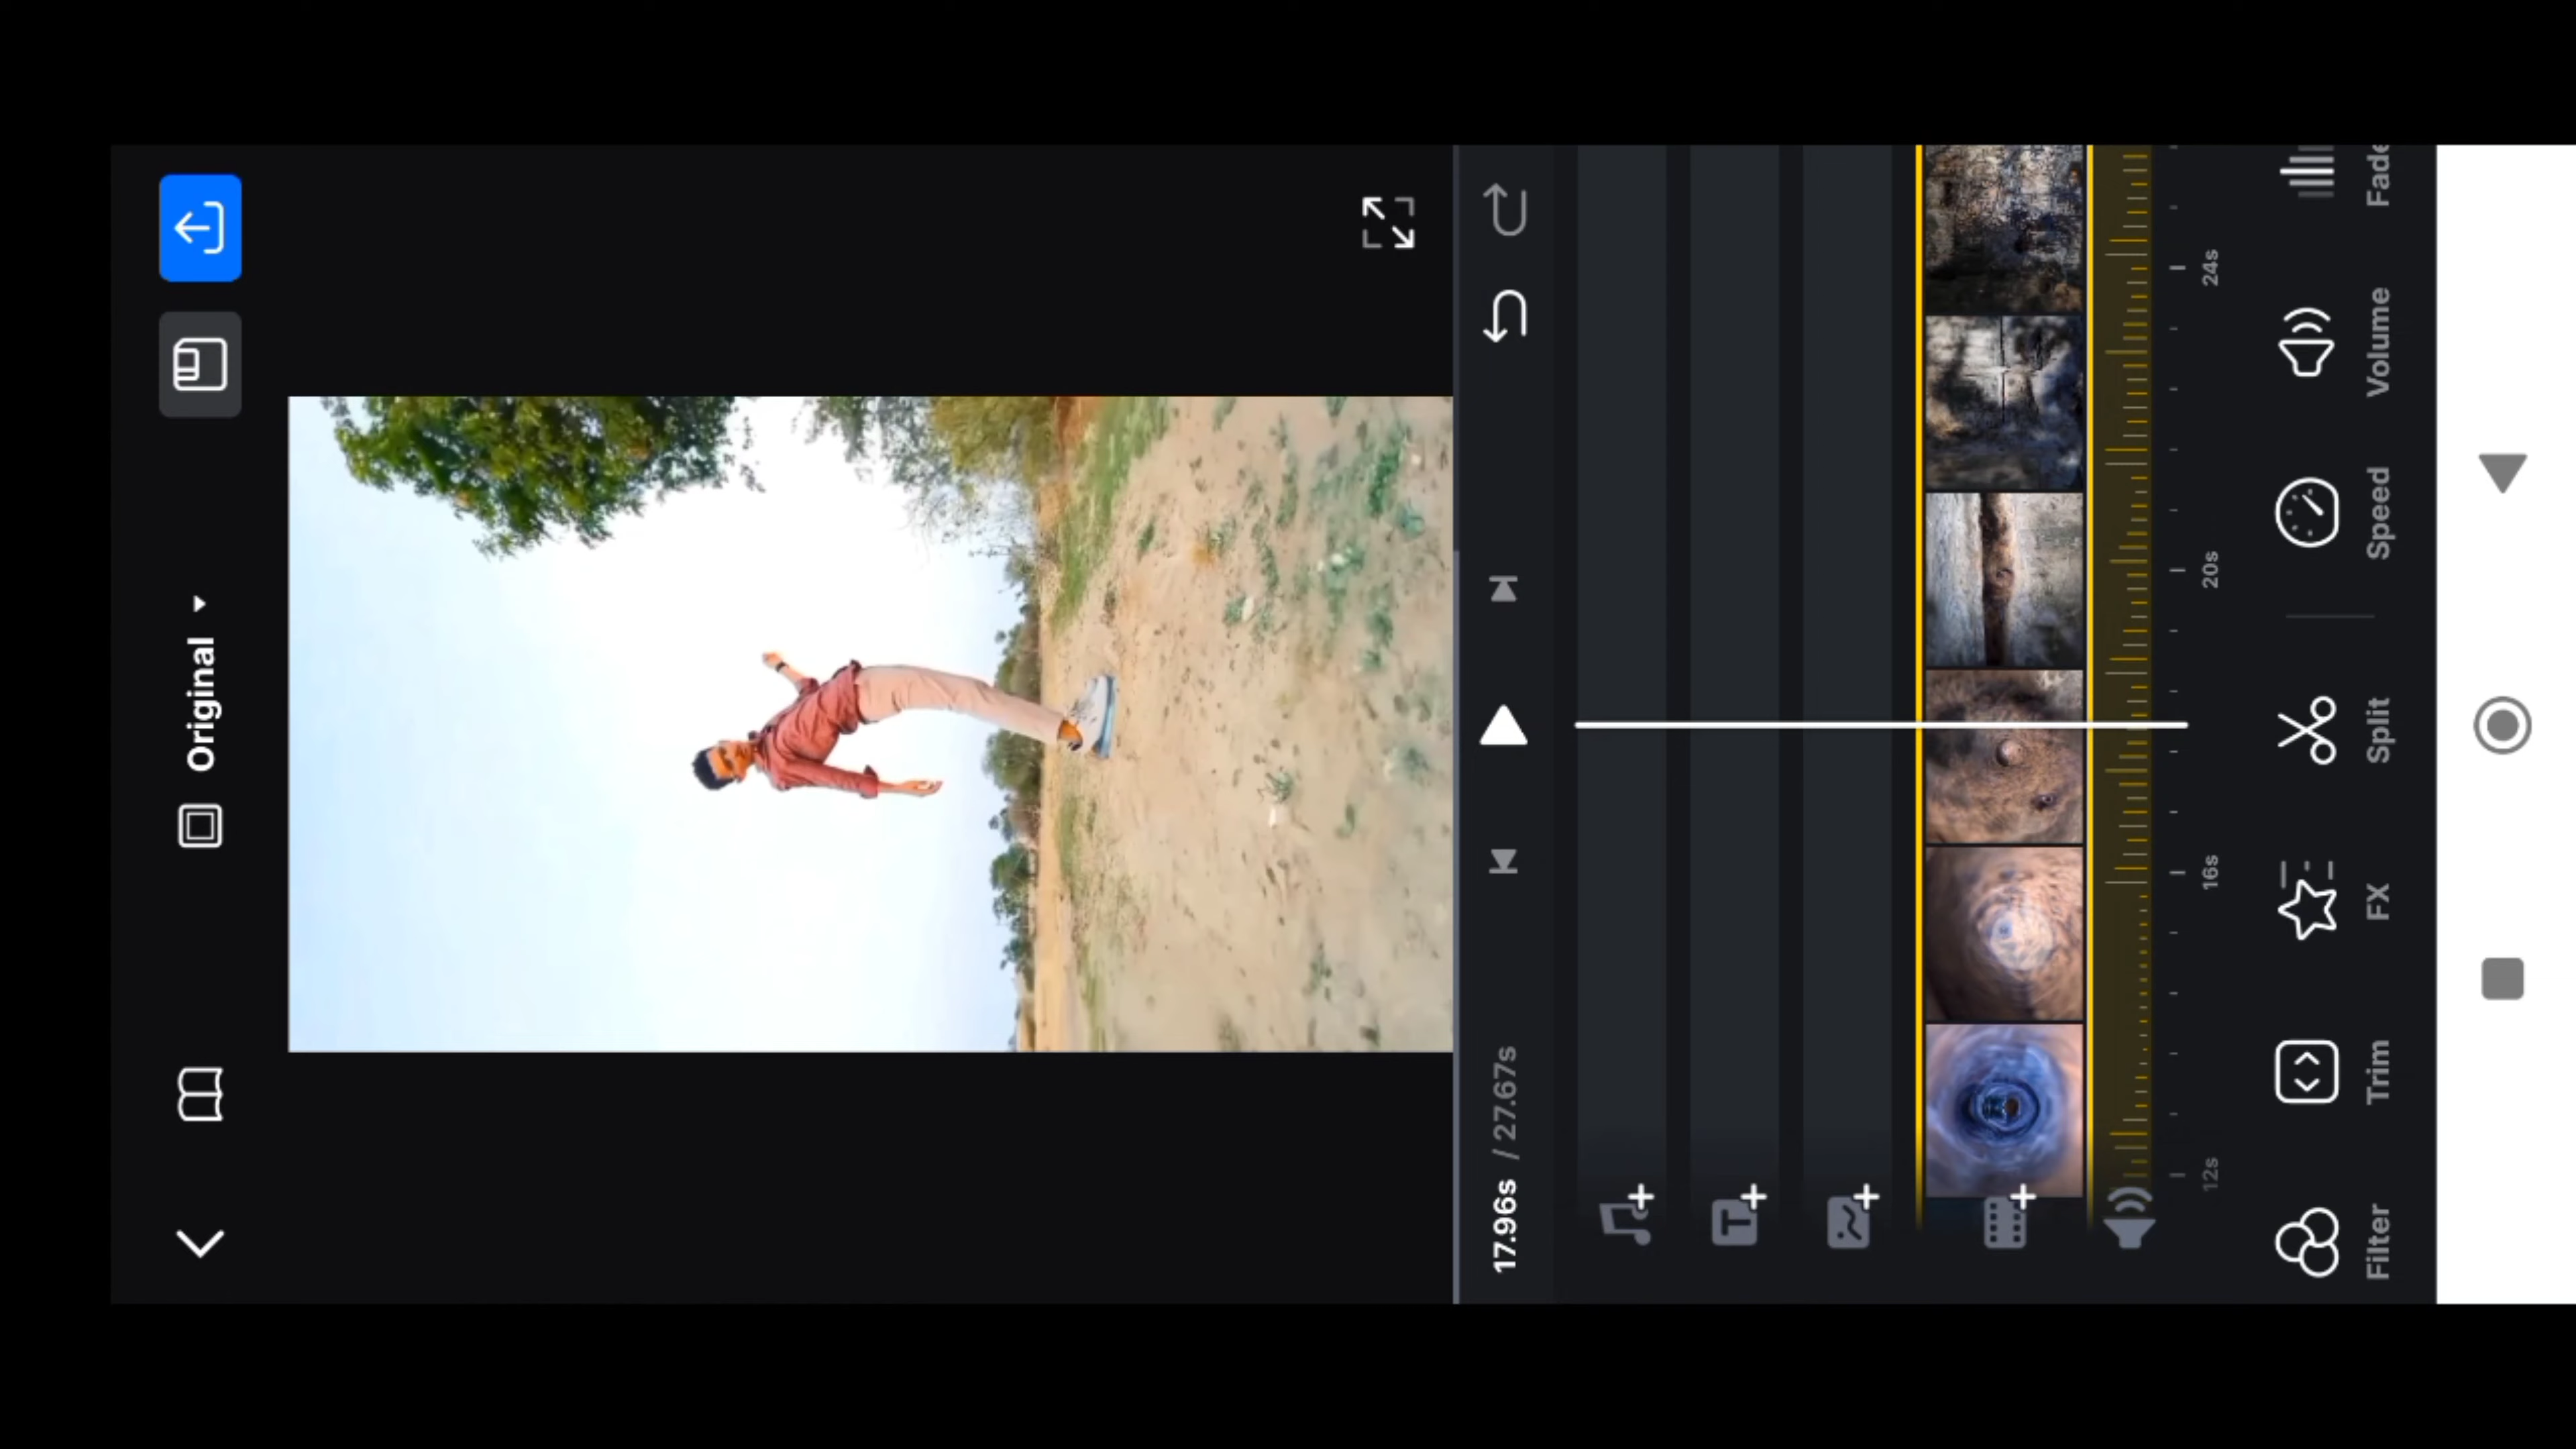 Original
17.96s / 27.67s
12s 16s 20s 24s
Filter Trim FX Split Speed Volume Fade